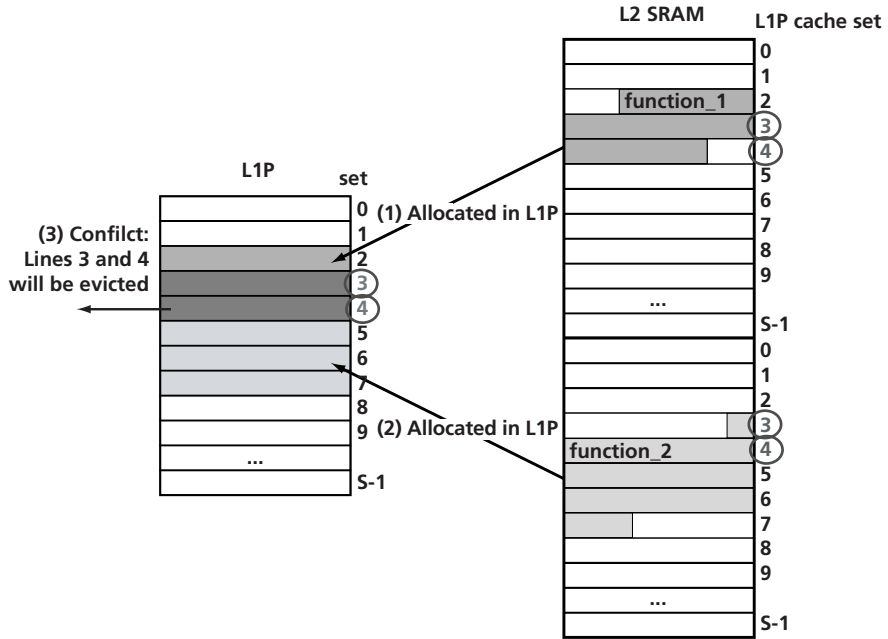 L2 SRAM
L1P cache set
0
1
function_1
2
3
4
5
6
7
8
9
...
S-1
0
1
2
3
function_2
4
5
6
7
8
9
...
S-1
L1P
set
0
1
2
3
4
5
6
7
8
9
...
S-1
(1) Allocated in L1P
(2) Allocated in L1P
(3) Confilct:
Lines 3 and 4
will be evicted